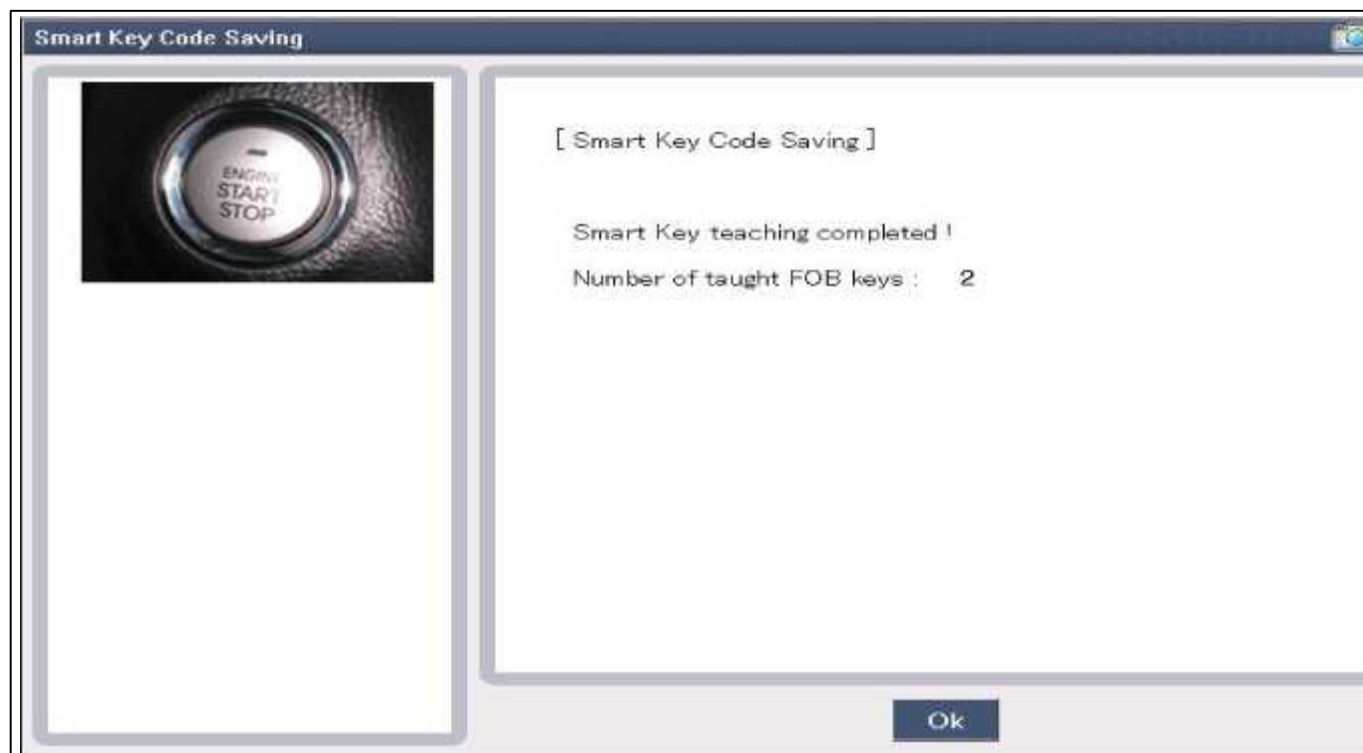 Smart Key Code Saving
ENGINE
START
STOP
[ Smart Key Code Saving ]
Smart Key teaching completed !
Number of taught FOB keys : 2
Ok